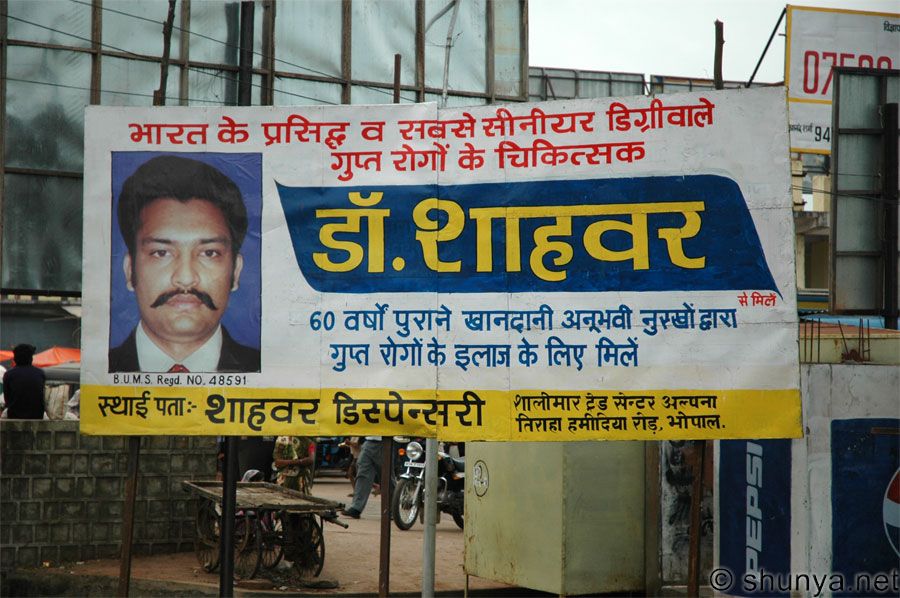 भारत के प्रसिद्ध व सबसे सीनीयर डिग्रीवाले
गुप्त रोगों के चिकित्सक
डॉ. शाहवर
से मिलें
60 वर्षो पुराने खानदानी अनूभवी नुस्खों द्वारा
गुप्त रोगों के इलाज के लिए मिलें
B.U.M.S. Regd. NO. 48591
स्थाई पता:- शाहवर डिस्पेन्सरी
शालीमार ट्रेड सेन्टर अल्पना
तिराहा हमीदिया रोड़, भोपाल.
PEPSI
© shunya.net